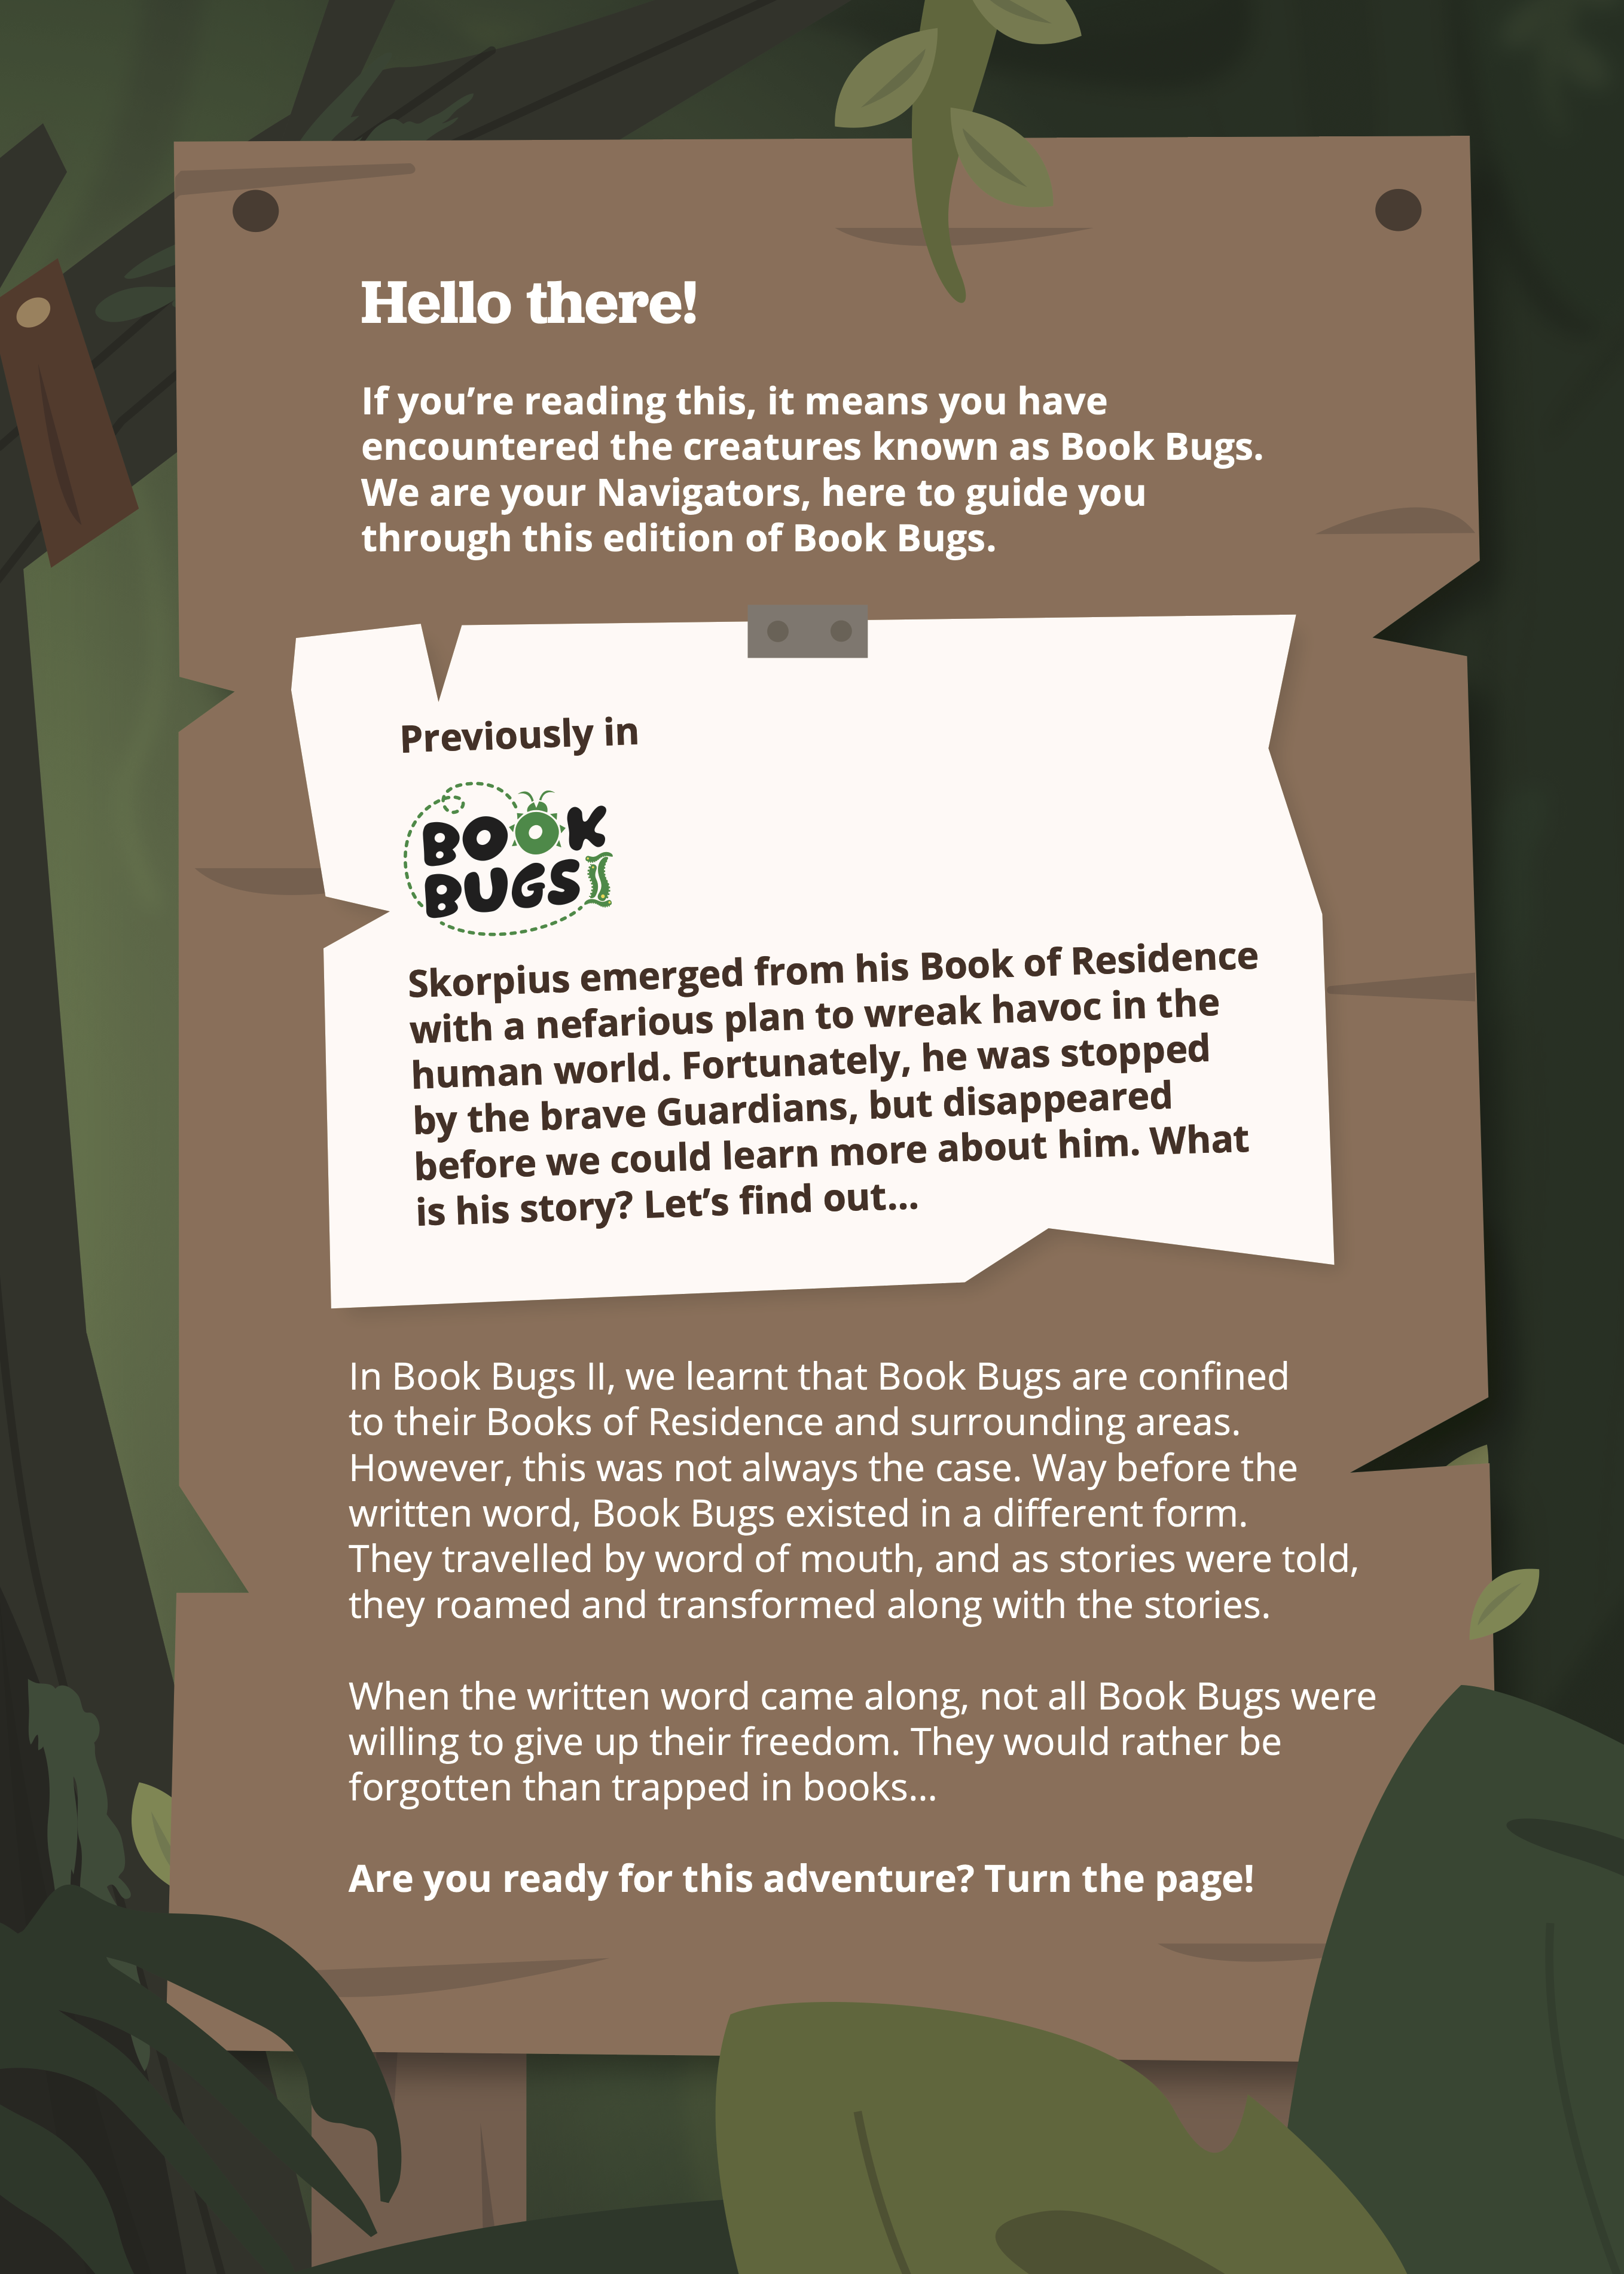 Hello there!
If you’re reading this, it means you have
encountered the creatures known as Book Bugs.
We are your Navigators, here to guide you
through this edition of Book Bugs.
Previously in
BOOK
BUGS II
Skorpius emerged from his Book of Residence
with a nefarious plan to wreak havoc in the
human world. Fortunately, he was stopped
by the brave Guardians, but disappeared
before we could learn more about him. What
is his story? Let’s find out...
In Book Bugs II, we learnt that Book Bugs are confined
to their Books of Residence and surrounding areas.
However, this was not always the case. Way before the
written word, Book Bugs existed in a different form.
They travelled by word of mouth, and as stories were told,
they roamed and transformed along with the stories.
When the written word came along, not all Book Bugs were
willing to give up their freedom. They would rather be
forgotten than trapped in books...
Are you ready for this adventure? Turn the page!